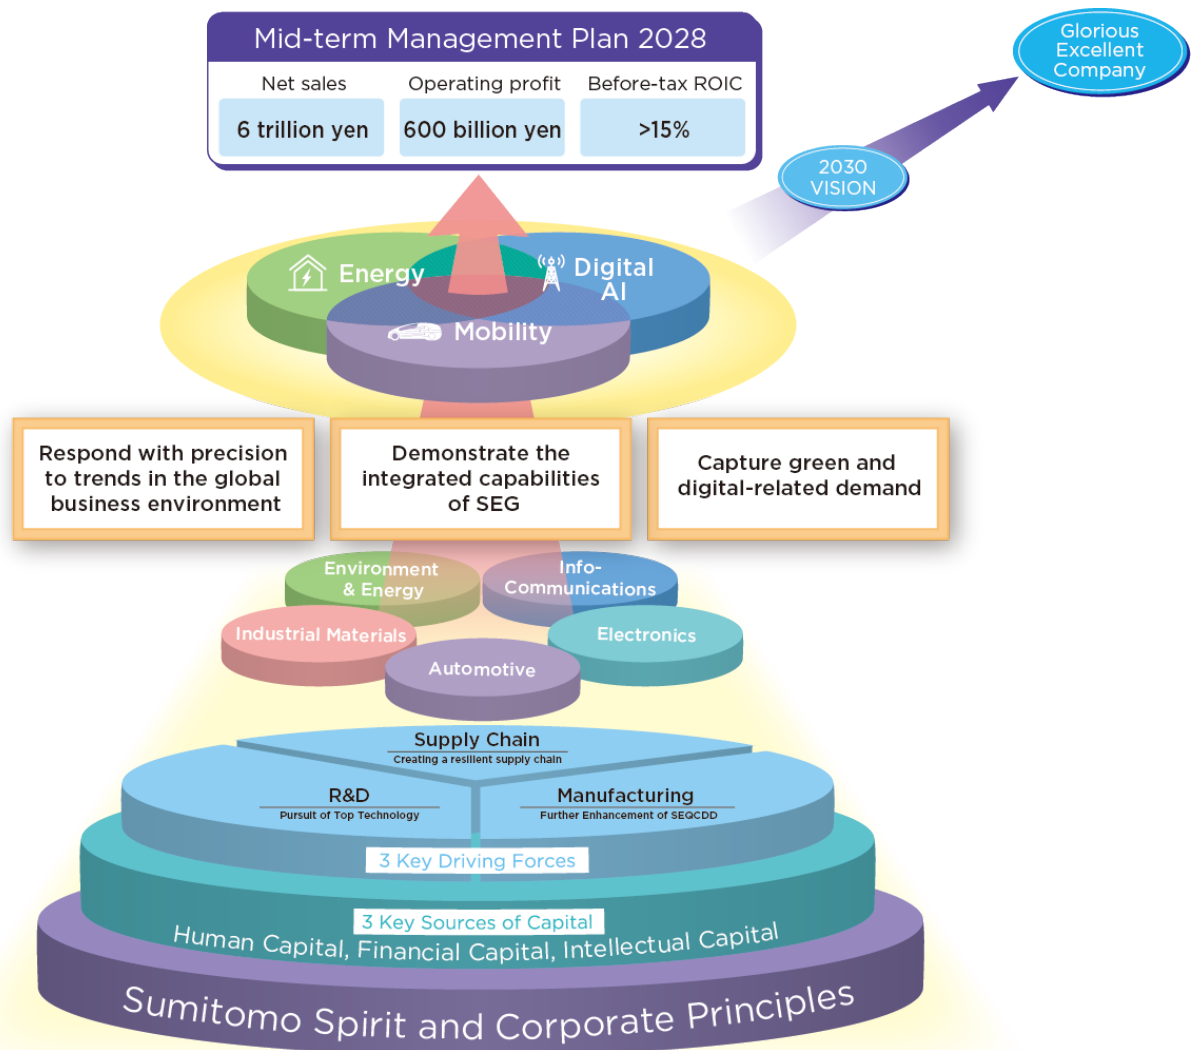 Mid-term Management Plan 2028
Net sales
Operating profit
Before-tax ROIC
6 trillion yen
600 billion yen
>15%
Glorious
Excellent
Company
2030
VISION
Energy
Digital
AI
Mobility
Respond with precision
to trends in the global
business environment
Demonstrate the
integrated capabilities
of SEG
Capture green and
digital-related demand
Environment
& Energy
Info-
Communications
Industrial Materials
Electronics
Automotive
Supply Chain
Creating a resilient supply chain
R&D
Pursuit of Top Technology
Manufacturing
Further Enhancement of SEQCDD
3 Key Driving Forces
3 Key Sources of Capital
Human Capital, Financial Capital, Intellectual Capital
Sumitomo Spirit and Corporate Principles